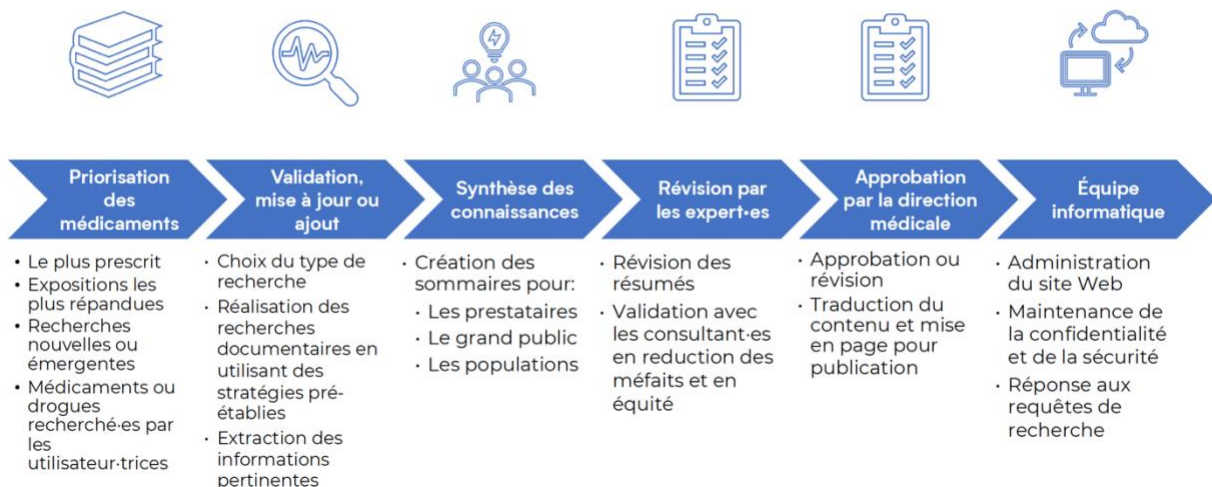 Priorisation
des
médicaments
• Le plus prescrit
• Expositions les
plus répandues
• Recherches
nouvelles ou
émergentes
• Médicaments ou
drogues
recherché·es par
les
utilisateur·trices
Validation,
mise à jour ou
ajout
• Choix du type de
recherche
• Réalisation des
recherches
documentaires en
utilisant des
stratégies pré-
établies
• Extraction des
informations
pertinentes
Synthèse des
connaissances
• Création des
sommaires pour:
• Les prestataires
• Le grand public
• Les populations
Révision par
les expert·es
• Révision des
résumés
• Validation avec
les consultant·es
en reduction des
méfaits et en
équité
Approbation
par la direction
médicale
• Approbation ou
révision
• Traduction du
contenu et mise
en page pour
publication
Équipe
informatique
• Administration
du site Web
• Maintenance de
la confidentialité
et de la sécurité
• Réponse aux
requêtes de
recherche